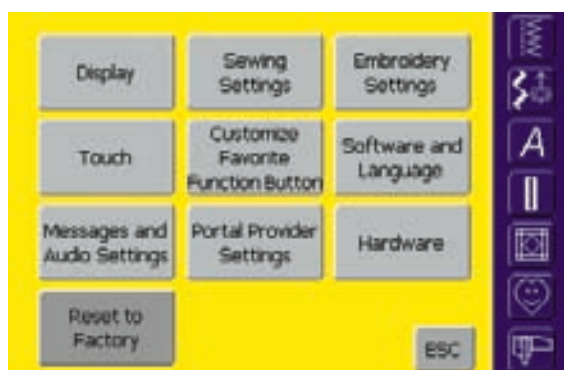 Display
Sewing
Settings
Embroidery
Settings
Touch
Customize
Favorite
Function Button
Software and
Language
Messages and
Audio Settings
Portal Provider
Settings
Hardware
Reset to
Factory
ESC
A